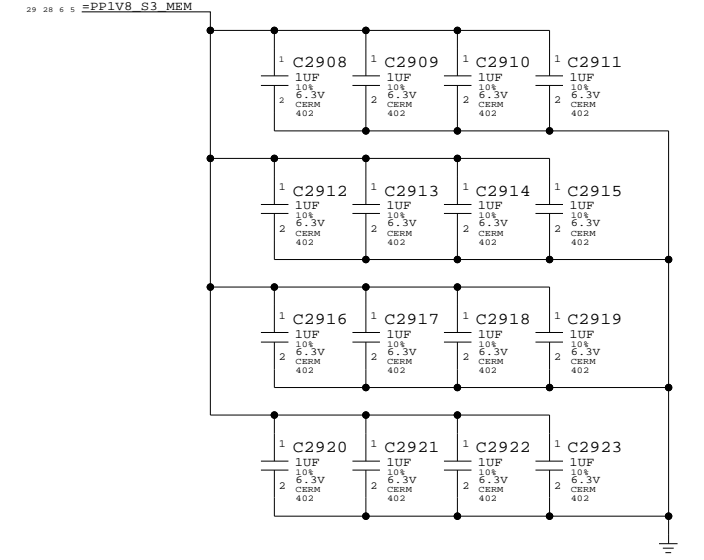 29 28 6 5 =PP1V8_S3_MEM
1 C2908 1 C2909 1 C2910 1 C2911
1UF 1UF 1UF 1UF
10% 10% 10% 10%
6.3V 6.3V 6.3V 6.3V
2 CERM 2 CERM 2 CERM 2 CERM
402 402 402 402
1 C2912 1 C2913 1 C2914 1 C2915
1UF 1UF 1UF 1UF
10% 10% 10% 10%
6.3V 6.3V 6.3V 6.3V
2 CERM 2 CERM 2 CERM 2 CERM
402 402 402 402
1 C2916 1 C2917 1 C2918 1 C2919
1UF 1UF 1UF 1UF
10% 10% 10% 10%
6.3V 6.3V 6.3V 6.3V
2 CERM 2 CERM 2 CERM 2 CERM
402 402 402 402
1 C2920 1 C2921 1 C2922 1 C2923
1UF 1UF 1UF 1UF
10% 10% 10% 10%
6.3V 6.3V 6.3V 6.3V
2 CERM 2 CERM 2 CERM 2 CERM
402 402 402 402